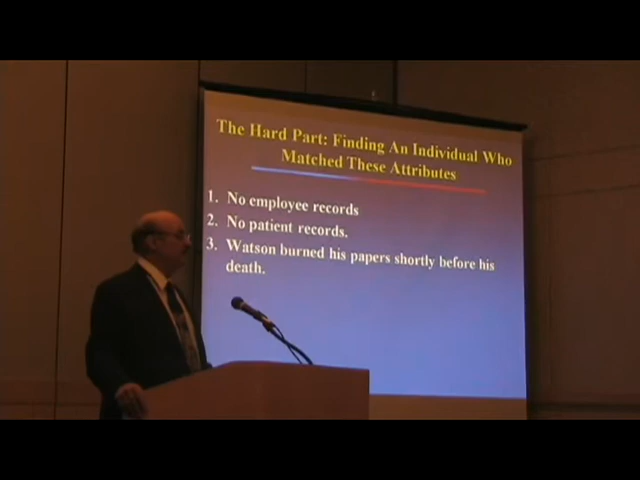 The Hard Part: Finding An Individual Who
Matched These Attributes
1. No employee records
2. No patient records.
3. Watson burned his papers shortly before his
death.